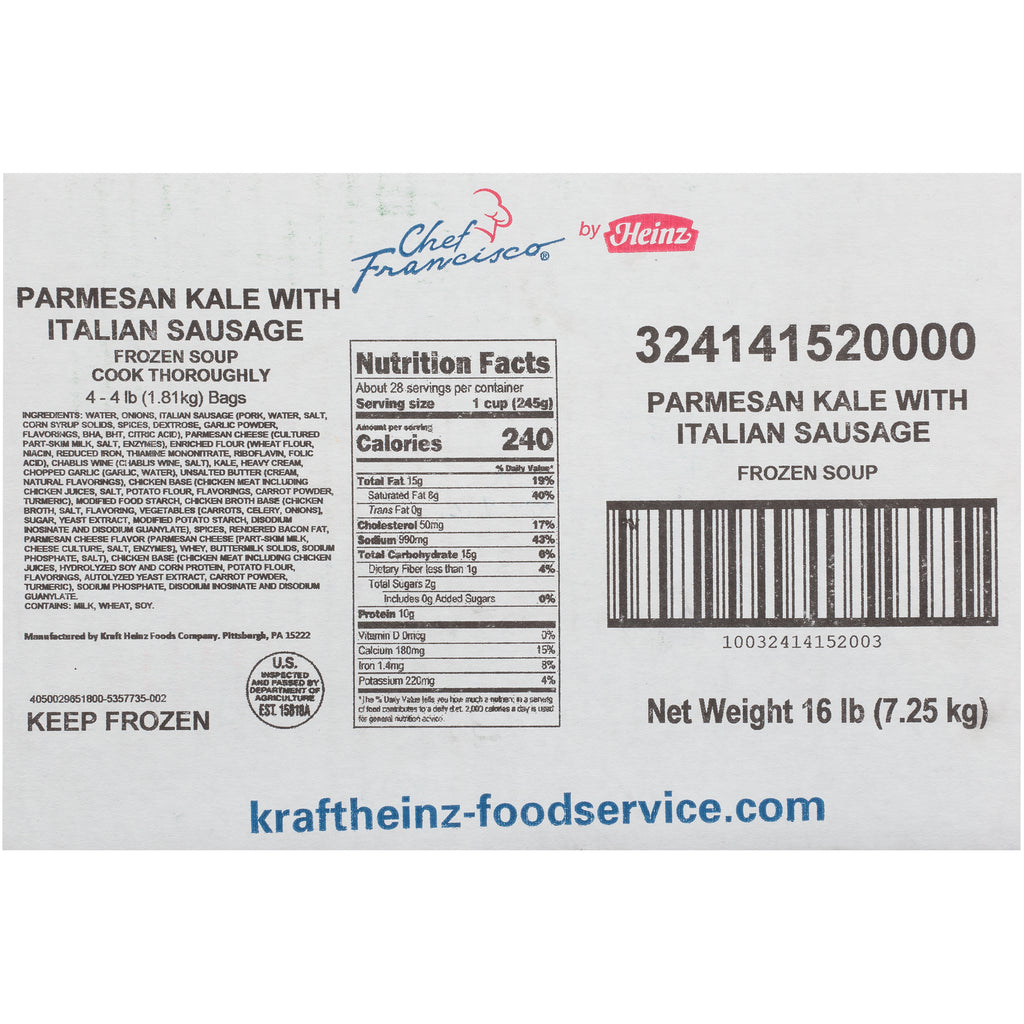 Chef
Francisco®
by Heinz
PARMESAN KALE WITH
ITALIAN SAUSAGE
FROZEN SOUP
COOK THOROUGHLY
4 - 4 lb (1.81kg) Bags
INGREDIENTS: WATER, ONIONS, ITALIAN SAUSAGE (PORK, WATER, SALT,
CORN SYRUP SOLIDS, SPICES, DEXTROSE, GARLIC POWDER,
FLAVORINGS, BHA, BHT, CITRIC ACID), PARMESAN CHEESE (CULTURED
PART-SKIM MILK, SALT, ENZYMES), ENRICHED FLOUR (WHEAT FLOUR,
NIACIN, REDUCED IRON, THIAMINE MONONITRATE, RIBOFLAVIN, FOLIC
ACID), CHABLIS WINE (CHABLIS WINE, SALT), KALE, HEAVY CREAM,
CHOPPED GARLIC (GARLIC, WATER), UNSALTED BUTTER (CREAM,
NATURAL FLAVORINGS), CHICKEN BASE (CHICKEN MEAT INCLUDING
CHICKEN JUICES, SALT, POTATO FLOUR, FLAVORINGS, CARROT POWDER,
TURMERIC), MODIFIED FOOD STARCH, CHICKEN BROTH BASE (CHICKEN
BROTH, SALT, FLAVORING, VEGETABLES [CARROTS, CELERY, ONIONS],
SUGAR, YEAST EXTRACT, MODIFIED POTATO STARCH, DISODIUM
INOSINATE AND DISODIUM GUANYLATE), SPICES, RENDERED BACON FAT,
PARMESAN CHEESE FLAVOR (PARMESAN CHEESE [PART-SKIM MILK,
CHEESE CULTURE, SALT, ENZYMES], WHEY, BUTTERMILK SOLIDS, SODIUM
PHOSPHATE, SALT), CHICKEN BASE (CHICKEN MEAT INCLUDING CHICKEN
JUICES, HYDROLYZED SOY AND CORN PROTEIN, POTATO FLOUR,
FLAVORINGS, AUTOLYZED YEAST EXTRACT, CARROT POWDER,
TURMERIC), SODIUM PHOSPHATE, DISODIUM INOSINATE AND DISODIUM
GUANYLATE.
CONTAINS: MILK, WHEAT, SOY.
Manufactured by Kraft Heinz Foods Company. Pittsburgh, PA 15222
4050029851800-5357735-002
KEEP FROZEN
U.S.
INSPECTED
AND PASSED BY
DEPARTMENT OF
AGRICULTURE
EST. 15818A
Nutrition Facts
About 28 servings per container
Serving size 1 cup (245g)
Amount per serving
Calories 240
% Daily Value*
Total Fat 15g 19%
Saturated Fat 8g 40%
Trans Fat 0g
Cholesterol 50mg 17%
Sodium 990mg 43%
Total Carbohydrate 15g 6%
Dietary Fiber less than 1g 4%
Total Sugars 2g
Includes 0g Added Sugars 0%
Protein 10g
Vitamin D 0mcg 0%
Calcium 180mg 15%
Iron 1.4mg 8%
Potassium 220mg 4%
*The % Daily Value tells you how much a nutrient in a serving
of food contributes to a daily diet. 2,000 calories a day is used
for general nutrition advice.
324141520000
PARMESAN KALE WITH
ITALIAN SAUSAGE
FROZEN SOUP
10032414152003
Net Weight 16 lb (7.25 kg)
kraftheinz-foodservice.com